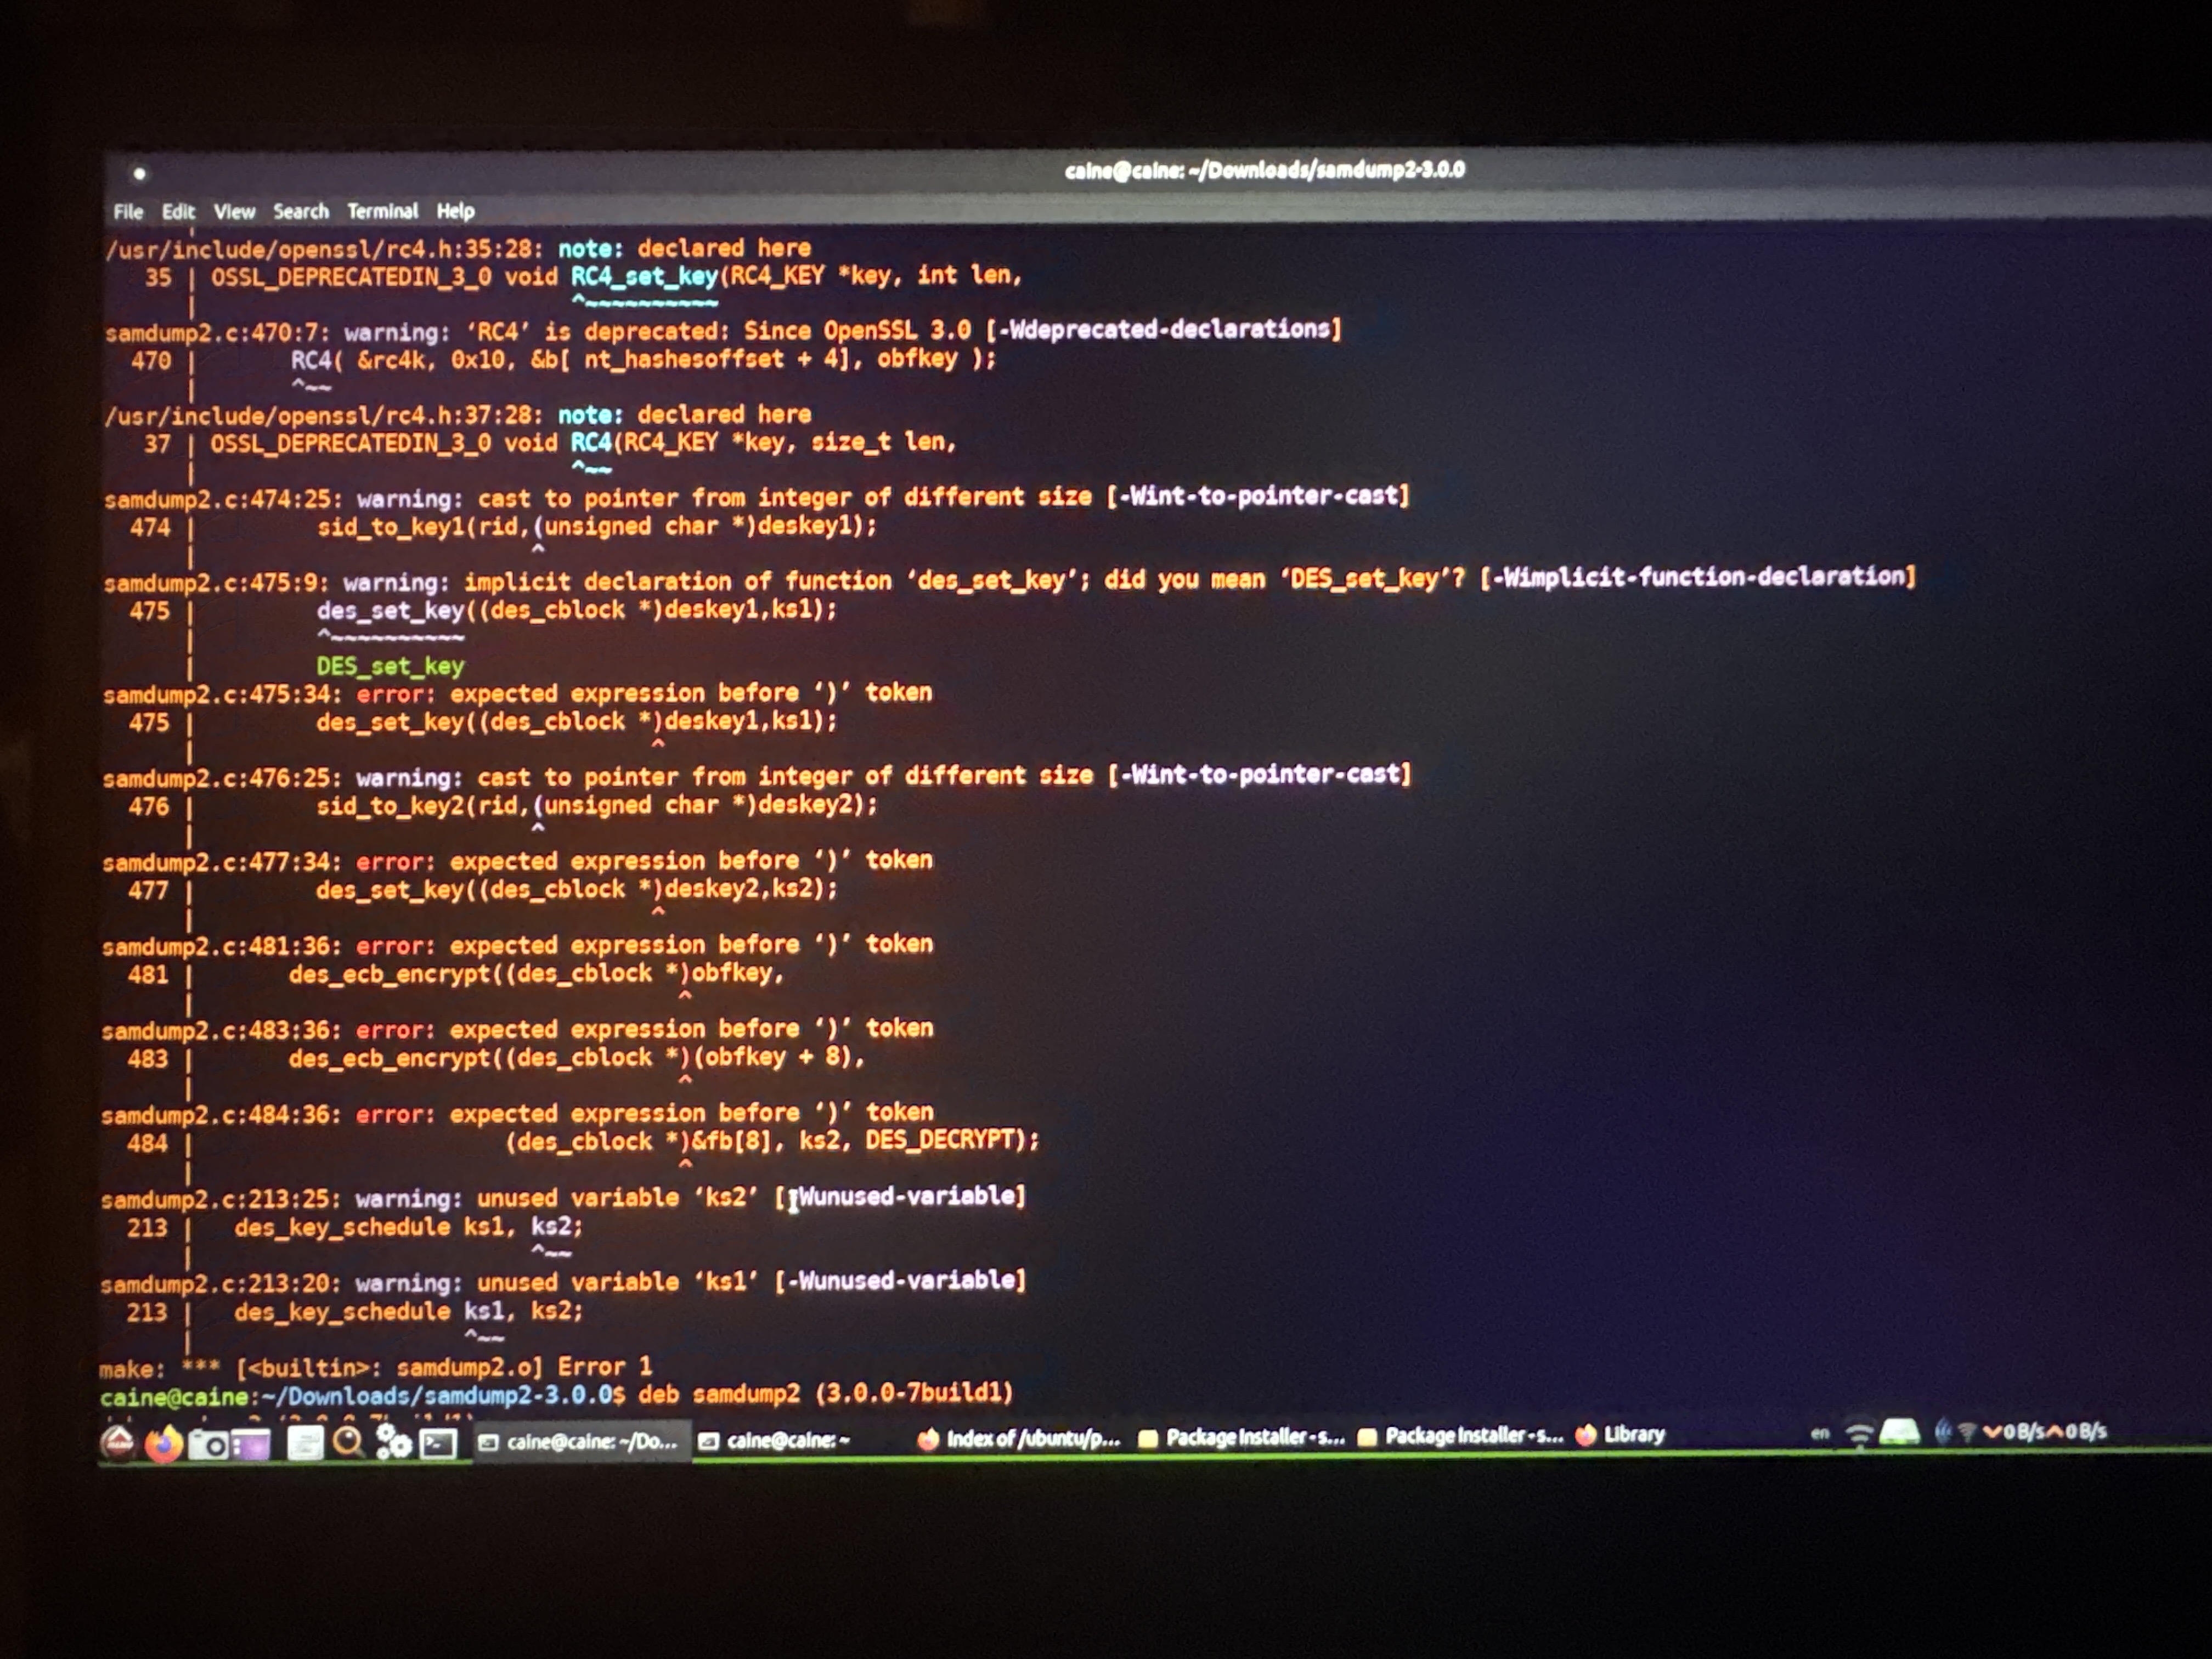 caine@caine: ~/Downloads/samdump2-3.0.0
File Edit View Search Terminal Help
/usr/include/openssl/rc4.h:35:28: note: declared here
35 | OSSL_DEPRECATEDIN_3_0 void RC4_set_key(RC4_KEY *key, int len,
| ^~~~~~~~~~~
samdump2.c:470:7: warning: ‘RC4’ is deprecated: Since OpenSSL 3.0 [-Wdeprecated-declarations]
470 | RC4( &rc4k, 0x10, &b[ nt_hashesoffset + 4], obfkey );
| ^~~
/usr/include/openssl/rc4.h:37:28: note: declared here
37 | OSSL_DEPRECATEDIN_3_0 void RC4(RC4_KEY *key, size_t len,
| ^~~
samdump2.c:474:25: warning: cast to pointer from integer of different size [-Wint-to-pointer-cast]
474 | sid_to_key1(rid,(unsigned char *)deskey1);
| ^
samdump2.c:475:9: warning: implicit declaration of function ‘des_set_key’; did you mean ‘DES_set_key’? [-Wimplicit-function-declaration]
475 | des_set_key((des_cblock *)deskey1,ks1);
| ^~~~~~~~~~~
| DES_set_key
samdump2.c:475:34: error: expected expression before ‘)’ token
475 | des_set_key((des_cblock *)deskey1,ks1);
| ^
samdump2.c:476:25: warning: cast to pointer from integer of different size [-Wint-to-pointer-cast]
476 | sid_to_key2(rid,(unsigned char *)deskey2);
| ^
samdump2.c:477:34: error: expected expression before ‘)’ token
477 | des_set_key((des_cblock *)deskey2,ks2);
| ^
samdump2.c:481:36: error: expected expression before ‘)’ token
481 | des_ecb_encrypt((des_cblock *)obfkey,
| ^
samdump2.c:483:36: error: expected expression before ‘)’ token
483 | des_ecb_encrypt((des_cblock *)(obfkey + 8),
| ^
samdump2.c:484:36: error: expected expression before ‘)’ token
484 | (des_cblock *)&fb[8], ks2, DES_DECRYPT);
| ^
samdump2.c:213:25: warning: unused variable ‘ks2’ [-Wunused-variable]
213 | des_key_schedule ks1, ks2;
| ^~~
samdump2.c:213:20: warning: unused variable ‘ks1’ [-Wunused-variable]
213 | des_key_schedule ks1, ks2;
| ^~~
make: *** [<builtin>: samdump2.o] Error 1
caine@caine:~/Downloads/samdump2-3.0.0$ deb samdump2 (3.0.0-7build1)
caine@caine: ~/Do... caine@caine: ~ Index of /ubuntu/p... Package Installer - s... Package Installer - s... Library en 0 B/s 0 B/s